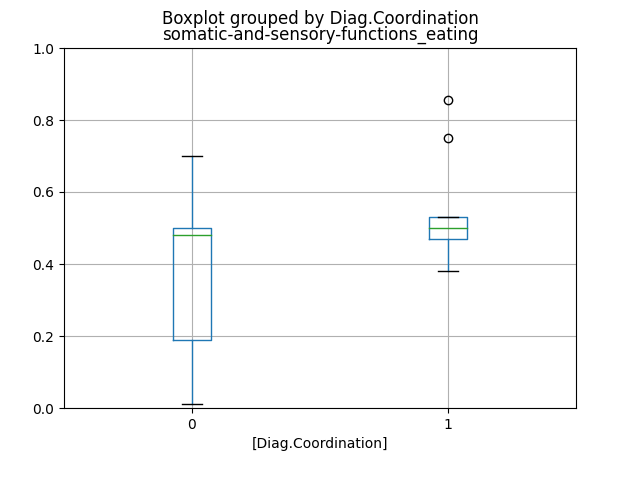 Boxplot grouped by Diag.Coordination
somatic-and-sensory-functions_eating
1.0
0.8
0.6
0.4
0.2
0.0
0 1
[Diag.Coordination]